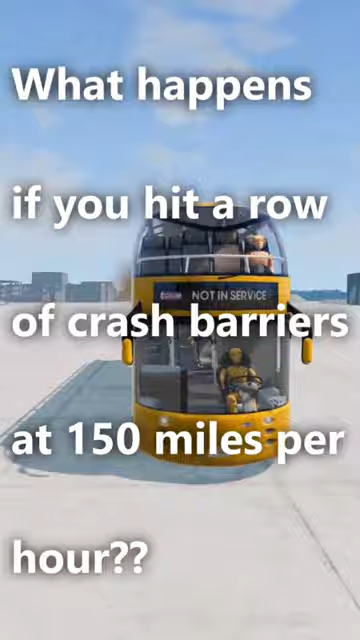 What happens
if you hit a row
NOT IN SERVICE
of crash barriers
at 150 miles per
hour??